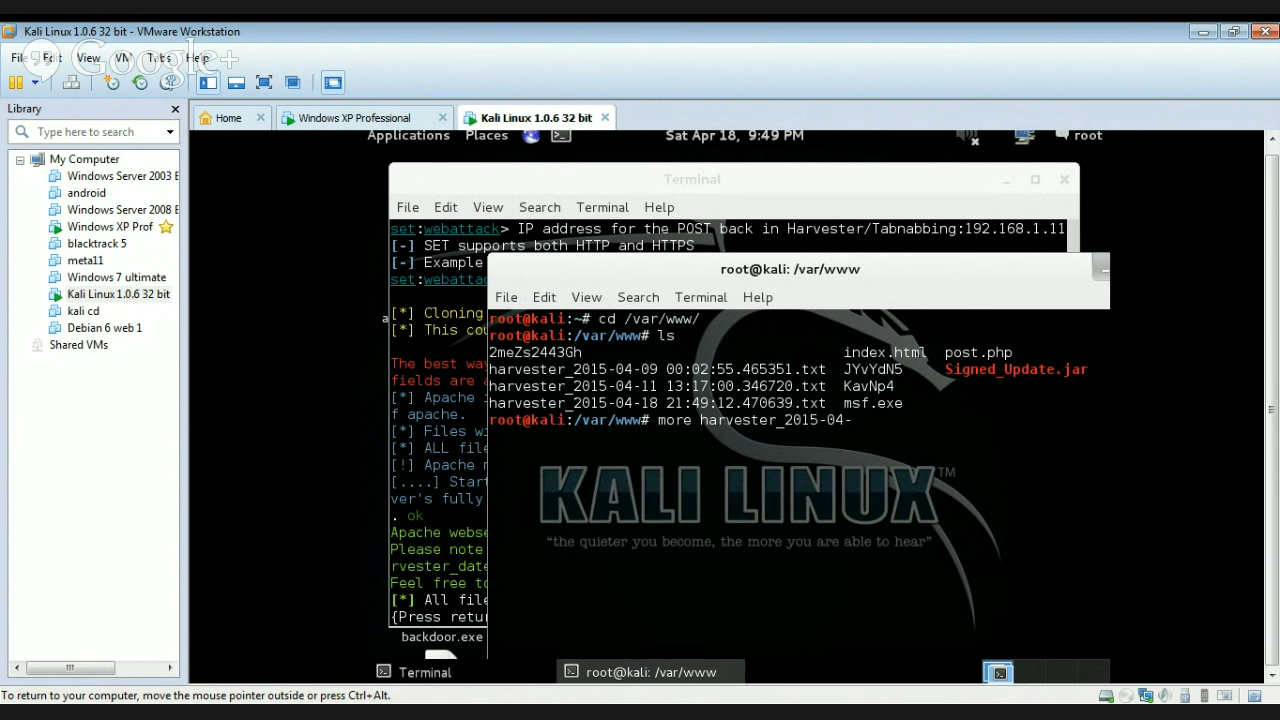 Kali Linux 1.0.6 32 bit - VMware Workstation
File Edit View VM Tabs Help
Google+
Library
Type here to search
Home
Windows XP Professional
Kali Linux 1.0.6 32 bit
My Computer
Windows Server 2003 E
android
Windows Server 2008 E
Windows XP Prof
blacktrack 5
meta11
Windows 7 ultimate
Kali Linux 1.0.6 32 bit
kali cd
Debian 6 web 1
Shared VMs
Applications Places Sat Apr 18, 9:49 PM root
Terminal
File Edit View Search Terminal Help
set:webattack> IP address for the POST back in Harvester/Tabnabbing:192.168.1.11
[-] SET supports both HTTP and HTTPS
[-] Example
set:webattac
[*] Cloning
[*] This cou
The best way
fields are a
[*] Apache i
f apache.
[*] Files wi
[*] ALL file
[!] Apache m
[....] Start
ver's fully
. ok
Apache webse
Please note
rvester_date
Feel free to
[*] All file
{Press retur
backdoor.exe
root@kali: /var/www
File Edit View Search Terminal Help
root@kali:~# cd /var/www/
root@kali:/var/www# ls
2meZs2443Gh index.html post.php
harvester_2015-04-09 00:02:55.465351.txt JYvYdN5 Signed_Update.jar
harvester_2015-04-11 13:17:00.346720.txt KavNp4
harvester_2015-04-18 21:49:12.470639.txt msf.exe
root@kali:/var/www# more harvester_2015-04-
KALI LINUX™
“the quieter you become, the more you are able to hear”
Terminal
root@kali: /var/www
To return to your computer, move the mouse pointer outside or press Ctrl+Alt.